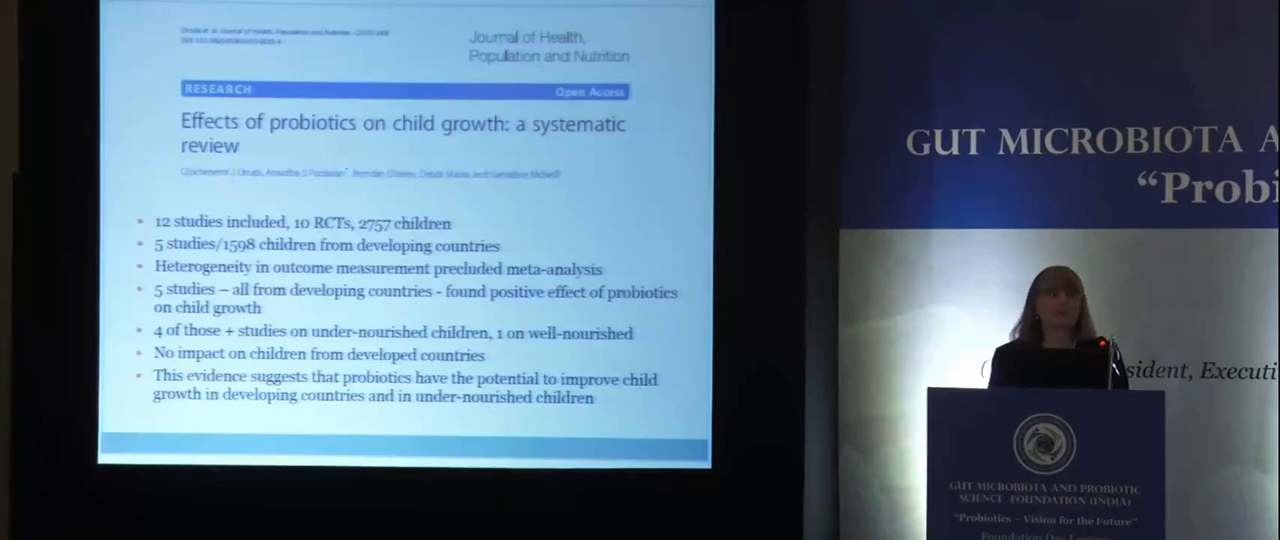 Journal of Health,
Population and Nutrition
RESEARCH
Open Access
Effects of probiotics on child growth: a systematic
review
• 12 studies included, 10 RCTs, 2757 children
• 5 studies/1598 children from developing countries
• Heterogeneity in outcome measurement precluded meta-analysis
• 5 studies – all from developing countries - found positive effect of probiotics
on child growth
• 4 of those + studies on under-nourished children, 1 on well-nourished
• No impact on children from developed countries
• This evidence suggests that probiotics have the potential to improve child
growth in developing countries and in under-nourished children
GUT MICROBIOTA A
“Probi
sident, Executi
GUT MICROBIOTA AND PROBIOTIC
SCIENCE FOUNDATION (INDIA)
"Probiotics – Vision for the Future"
Foundation Day Lecture